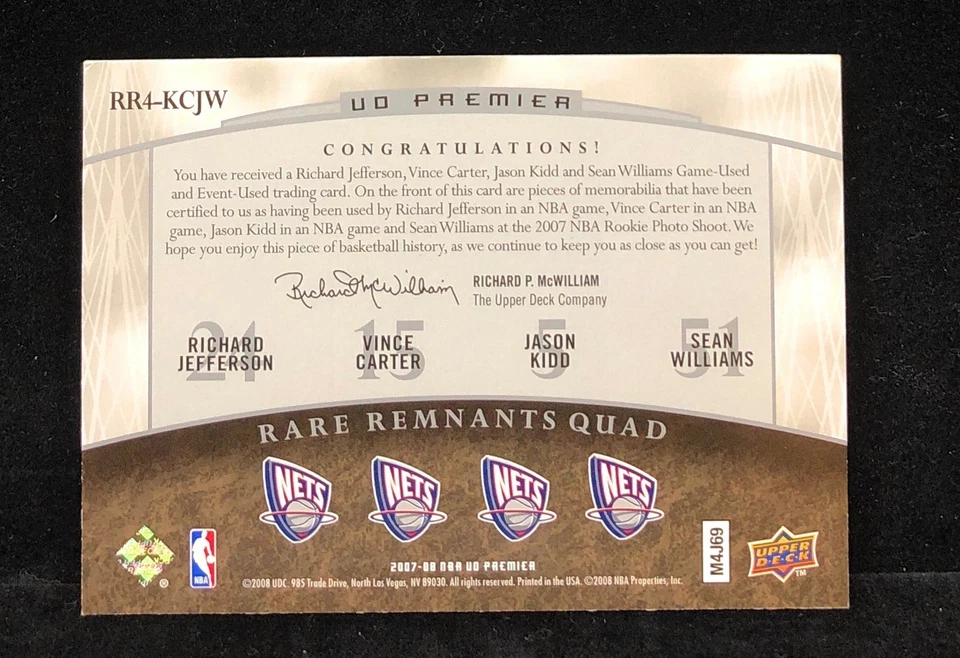 RR4-KCJW
UD PREMIER
CONGRATULATIONS!
You have received a Richard Jefferson, Vince Carter, Jason Kidd and Sean Williams Game-Used
and Event-Used trading card. On the front of this card are pieces of memorabilia that have been
certified to us as having been used by Richard Jefferson in an NBA game, Vince Carter in an NBA
game, Jason Kidd in an NBA game and Sean Williams at the 2007 NBA Rookie Photo Shoot. We
hope you enjoy this piece of basketball history, as we continue to keep you as close as you can get!
Richard McWilliam
RICHARD P. McWILLIAM
The Upper Deck Company
24
RICHARD
JEFFERSON
15
VINCE
CARTER
5
JASON
KIDD
51
SEAN
WILLIAMS
RARE REMNANTS QUAD
NETS
NETS
NETS
NETS
®
NBA
M4J69
UPPER
DECK
TM
2007-08 NBA UD PREMIER
©2008 UDC. 985 Trade Drive, North Las Vegas, NV 89030. All rights reserved. Printed in the USA. ©2008 NBA Properties, Inc.